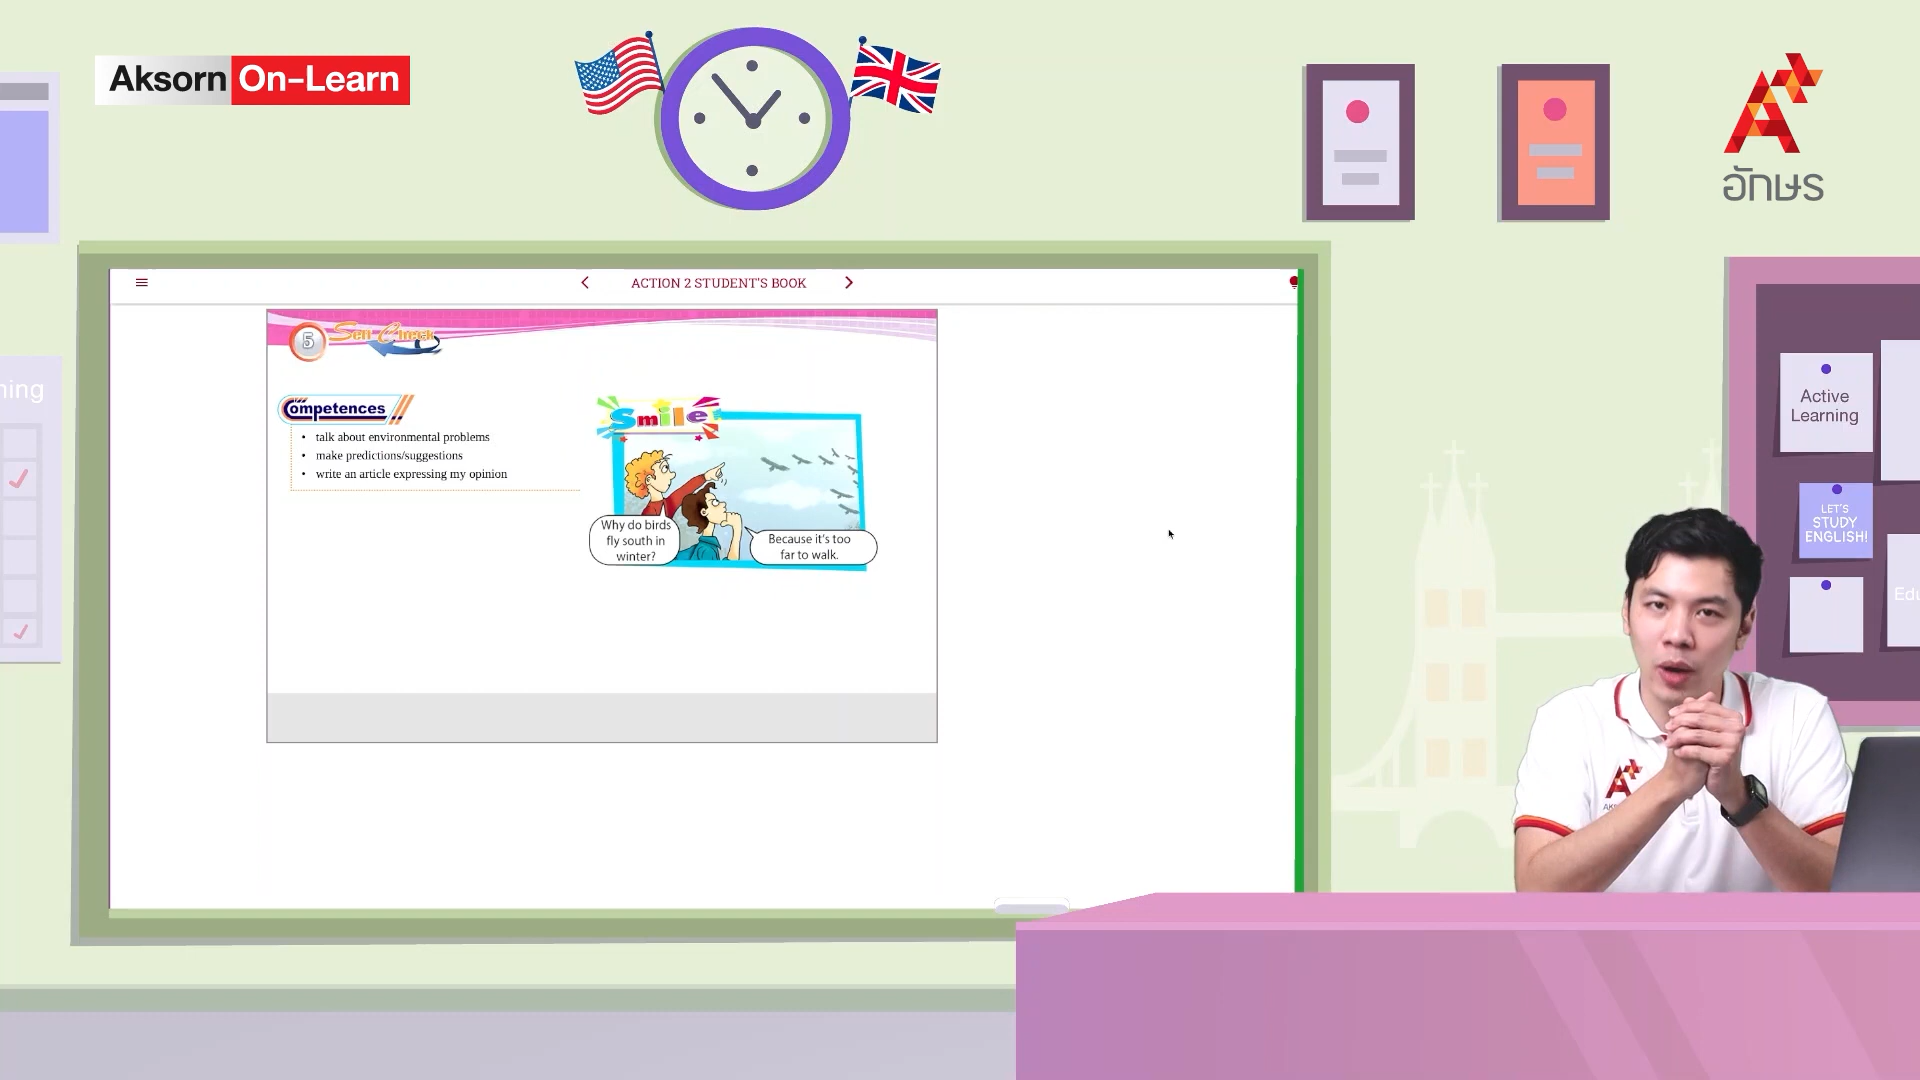 Aksorn On-Learn
อักษร
ACTION 2 STUDENT'S BOOK
5 Self Check
Competences
• talk about environmental problems
• make predictions/suggestions
• write an article expressing my opinion
Smile
Why do birds
fly south in
winter?
Because it's too
far to walk.
Active
Learning
LET'S
STUDY
ENGLISH!